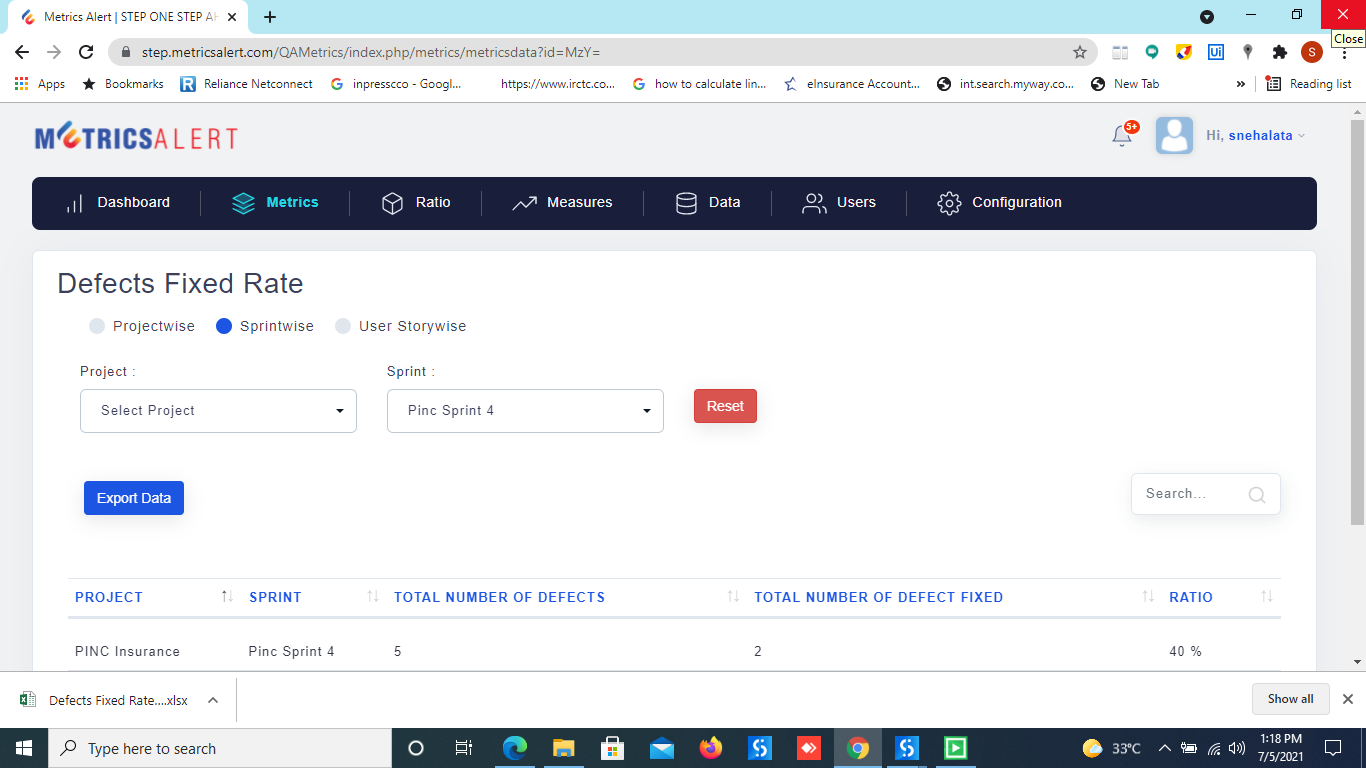 Metrics Alert | STEP ONE STEP AH
Close
step.metricsalert.com/QAMetrics/index.php/metrics/metricsdata?id=MzY=
S
Apps Bookmarks Reliance Netconnect inpresscco - Googl... https://www.irctc.co... how to calculate lin... eInsurance Account... int.search.myway.co... New Tab » Reading list
METRICSALERT
5+
Hi, snehalata
Dashboard Metrics Ratio Measures Data Users Configuration
Defects Fixed Rate
Projectwise Sprintwise User Storywise
Project : Sprint :
Select Project Pinc Sprint 4 Reset
Export Data Search...
PROJECT SPRINT TOTAL NUMBER OF DEFECTS TOTAL NUMBER OF DEFECT FIXED RATIO
PINC Insurance Pinc Sprint 4 5 2 40 %
Defects Fixed Rate....xlsx Show all
Type here to search 33°C 1:18 PM
7/5/2021